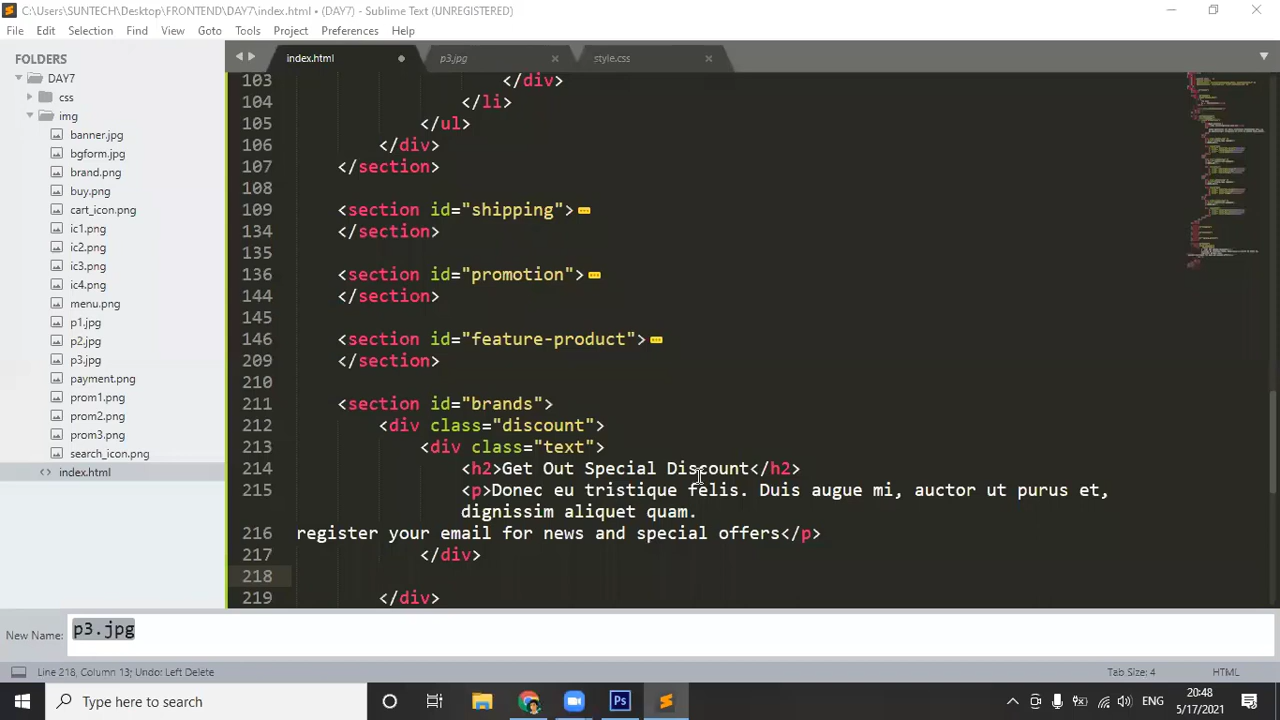 C:\Users\SUNTECH\Desktop\FRONTEND\DAY7\index.html • (DAY7) - Sublime Text (UNREGISTERED)
File Edit Selection Find View Goto Tools Project Preferences Help
FOLDERS
DAY7
css
img
banner.jpg
bgform.jpg
brand.png
buy.png
cart_icon.png
ic1.png
ic2.png
ic3.png
ic4.png
menu.png
p1.jpg
p2.jpg
p3.jpg
payment.png
prom1.png
prom2.png
prom3.png
search_icon.png
index.html
index.html p3.jpg style.css
103 </div>
104 </li>
105 </ul>
106 </div>
107 </section>
108
109 <section id="shipping">
134 </section>
135
136 <section id="promotion">
144 </section>
145
146 <section id="feature-product">
209 </section>
210
211 <section id="brands">
212 <div class="discount">
213 <div class="text">
214 <h2>Get Out Special Discount</h2>
215 <p>Donec eu tristique felis. Duis augue mi, auctor ut purus et,
dignissim aliquet quam.
216 register your email for news and special offers</p>
217 </div>
218
219 </div>
New Name: p3.jpg
Line 218, Column 13; Undo: Left Delete
Tab Size: 4 HTML
Type here to search
ENG
20:48
5/17/2021